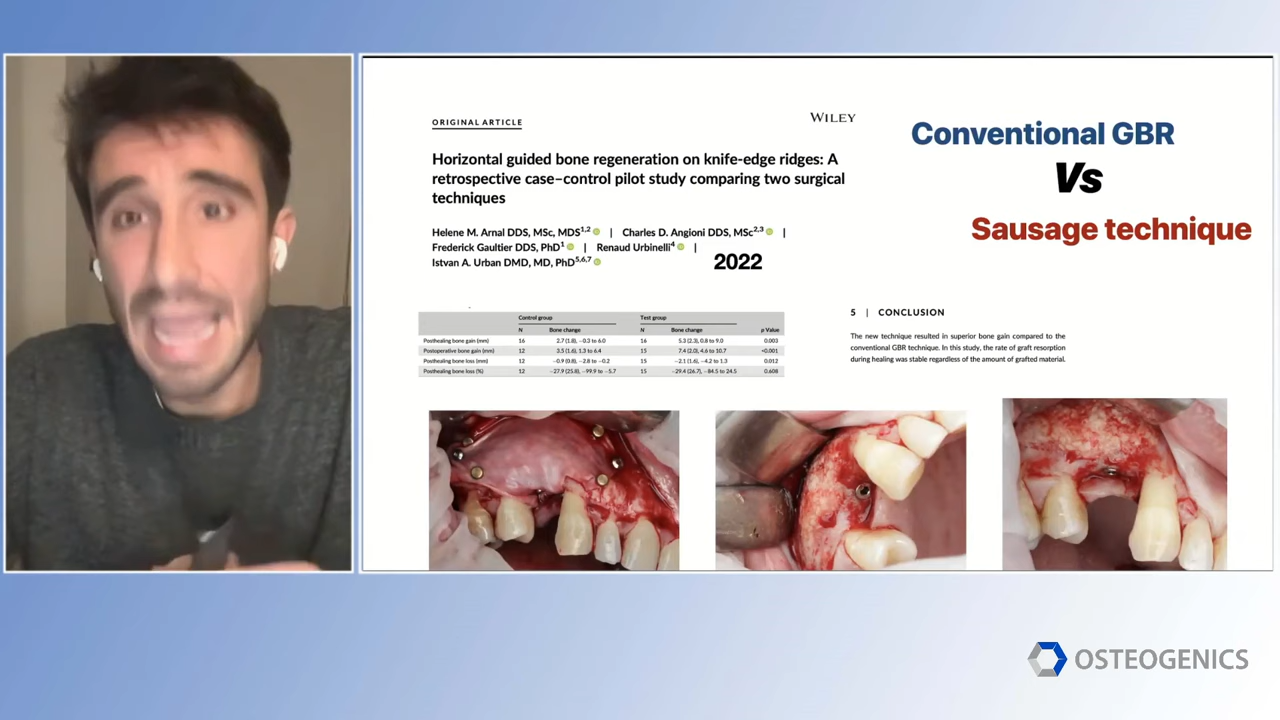 ORIGINAL ARTICLE
WILEY
Horizontal guided bone regeneration on knife-edge ridges: A
retrospective case–control pilot study comparing two surgical
techniques
Helene M. Arnal DDS, MSc, MDS1,2 | Charles D. Angioni DDS, MSc2,3 |
Frederick Gaultier DDS, PhD1 | Renaud Urbinelli4 |
Istvan A. Urban DMD, MD, PhD5,6,7
2022
Conventional GBR
Vs
Sausage technique
Control group Test group
N Bone change N Bone change p Value
Posthealing bone gain (mm) 16 2.7 (1.8), −0.3 to 6.0 16 5.3 (2.3), 0.8 to 9.0 0.003
Postoperative bone gain (mm) 12 3.5 (1.6), 1.3 to 6.4 15 7.4 (2.0), 4.6 to 10.7 <0.001
Posthealing bone loss (mm) 12 −0.9 (0.8), −2.8 to −0.2 15 −2.1 (1.6), −4.2 to 1.3 0.012
Posthealing bone loss (%) 12 −27.9 (25.8), −99.9 to −5.7 15 −29.4 (26.7), −84.5 to 24.5 0.608
5 | CONCLUSION
The new technique resulted in superior bone gain compared to the
conventional GBR technique. In this study, the rate of graft resorption
during healing was stable regardless of the amount of grafted material.
OSTEOGENICS